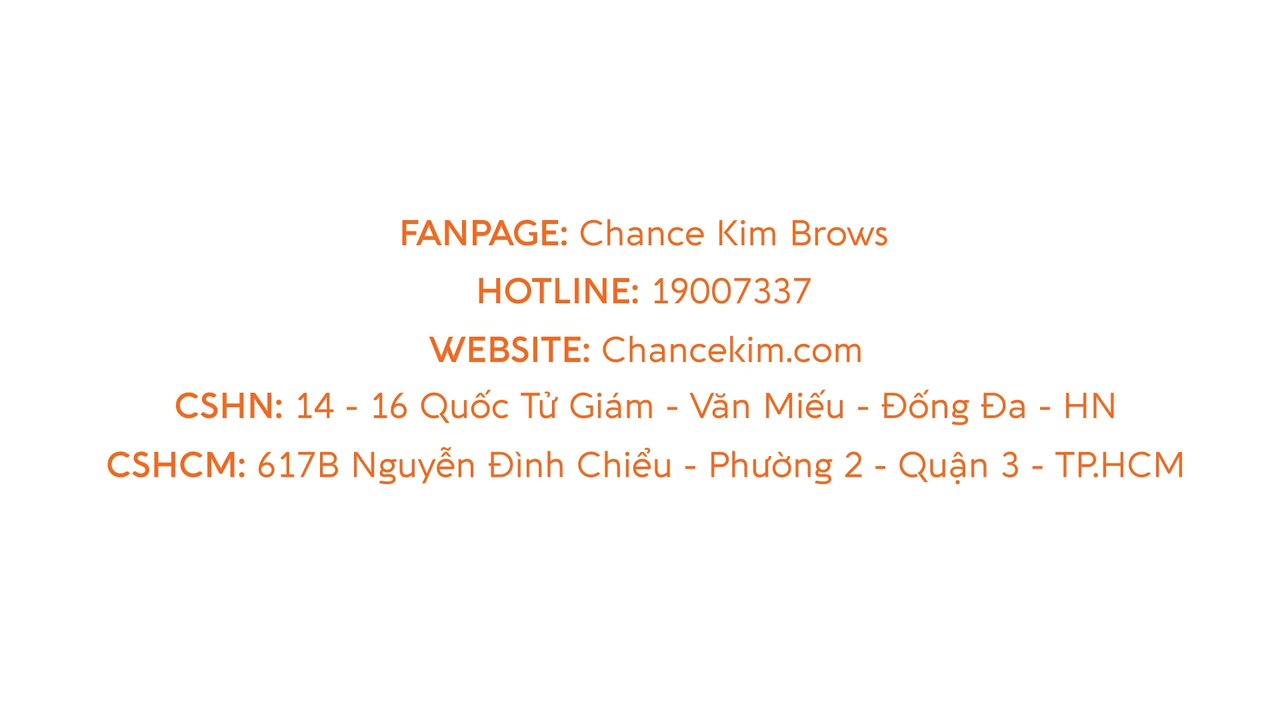 FANPAGE: Chance Kim Brows
HOTLINE: 19007337
WEBSITE: Chancekim.com
CSHN: 14 - 16 Quốc Tử Giám - Văn Miếu - Đống Đa - HN
CSHCM: 617B Nguyễn Đình Chiểu - Phường 2 - Quận 3 - TP.HCM